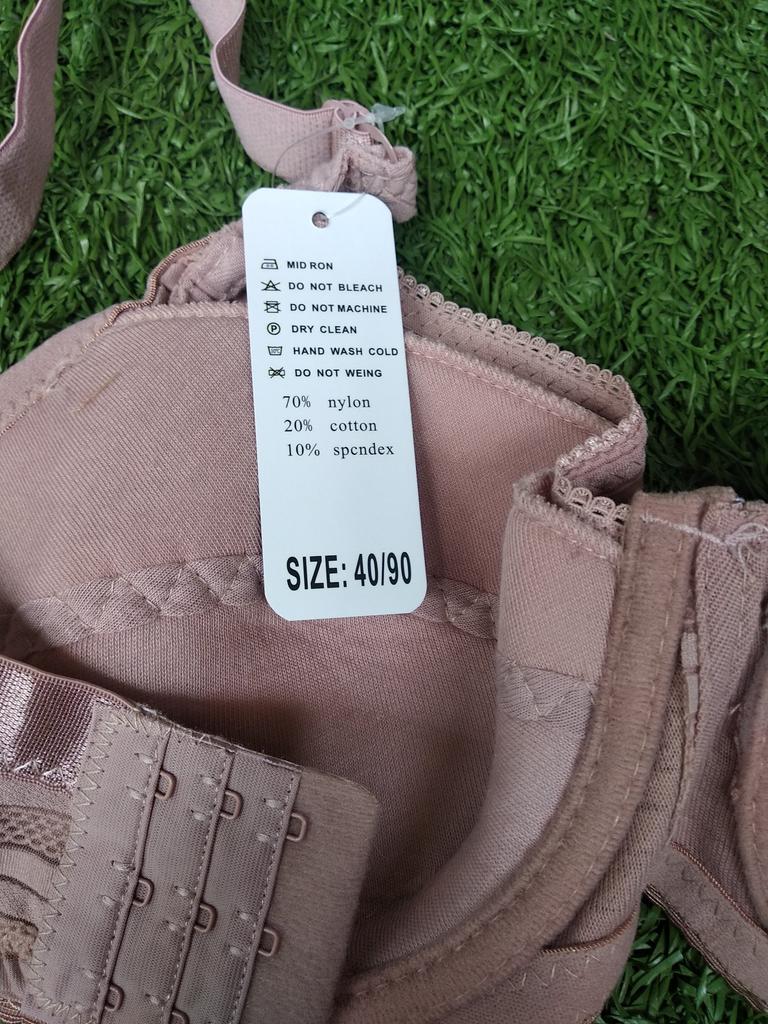 MID RON
DO NOT BLEACH
DO NOT MACHINE
P DRY CLEAN
HAND WASH COLD
DO NOT WEING
70% nylon
20% cotton
10% spcndex
SIZE: 40/90